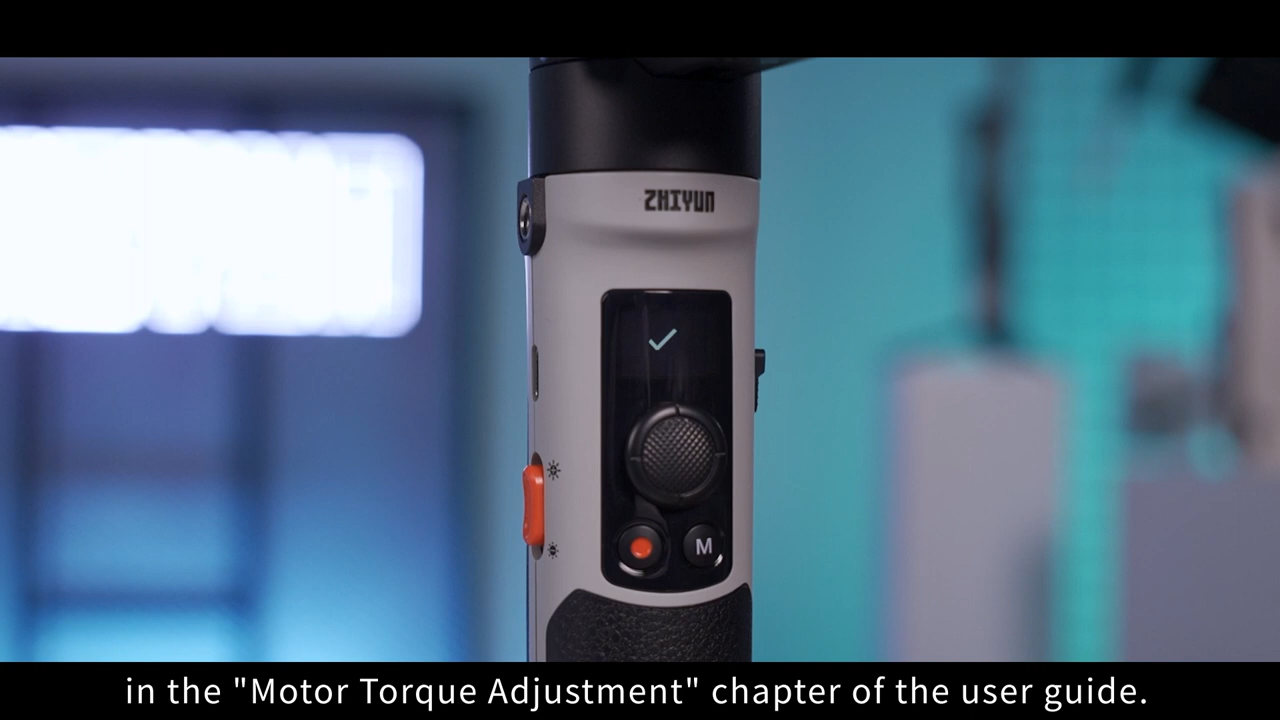 ZHIYUN
M
in the "Motor Torque Adjustment" chapter of the user guide.